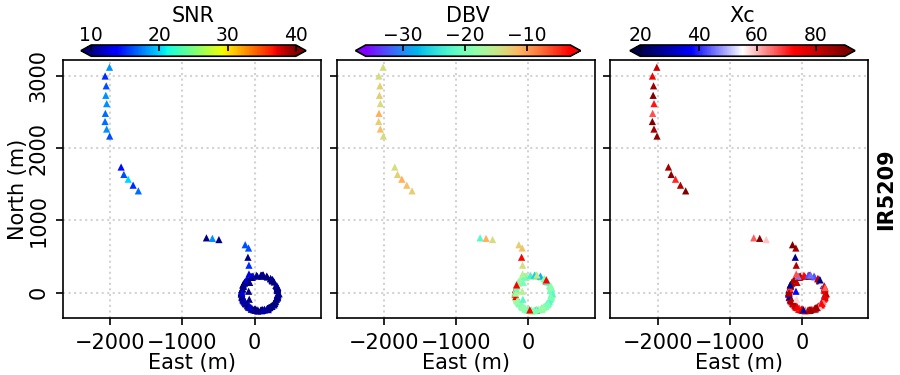 SNR DBV Xc
10 20 30 40 −30 −20 −10 20 40 60 80
3000
2000
1000
0
North (m)
IR5209
−2000 −1000 0 −2000 −1000 0 −2000 −1000 0
East (m) East (m) East (m)